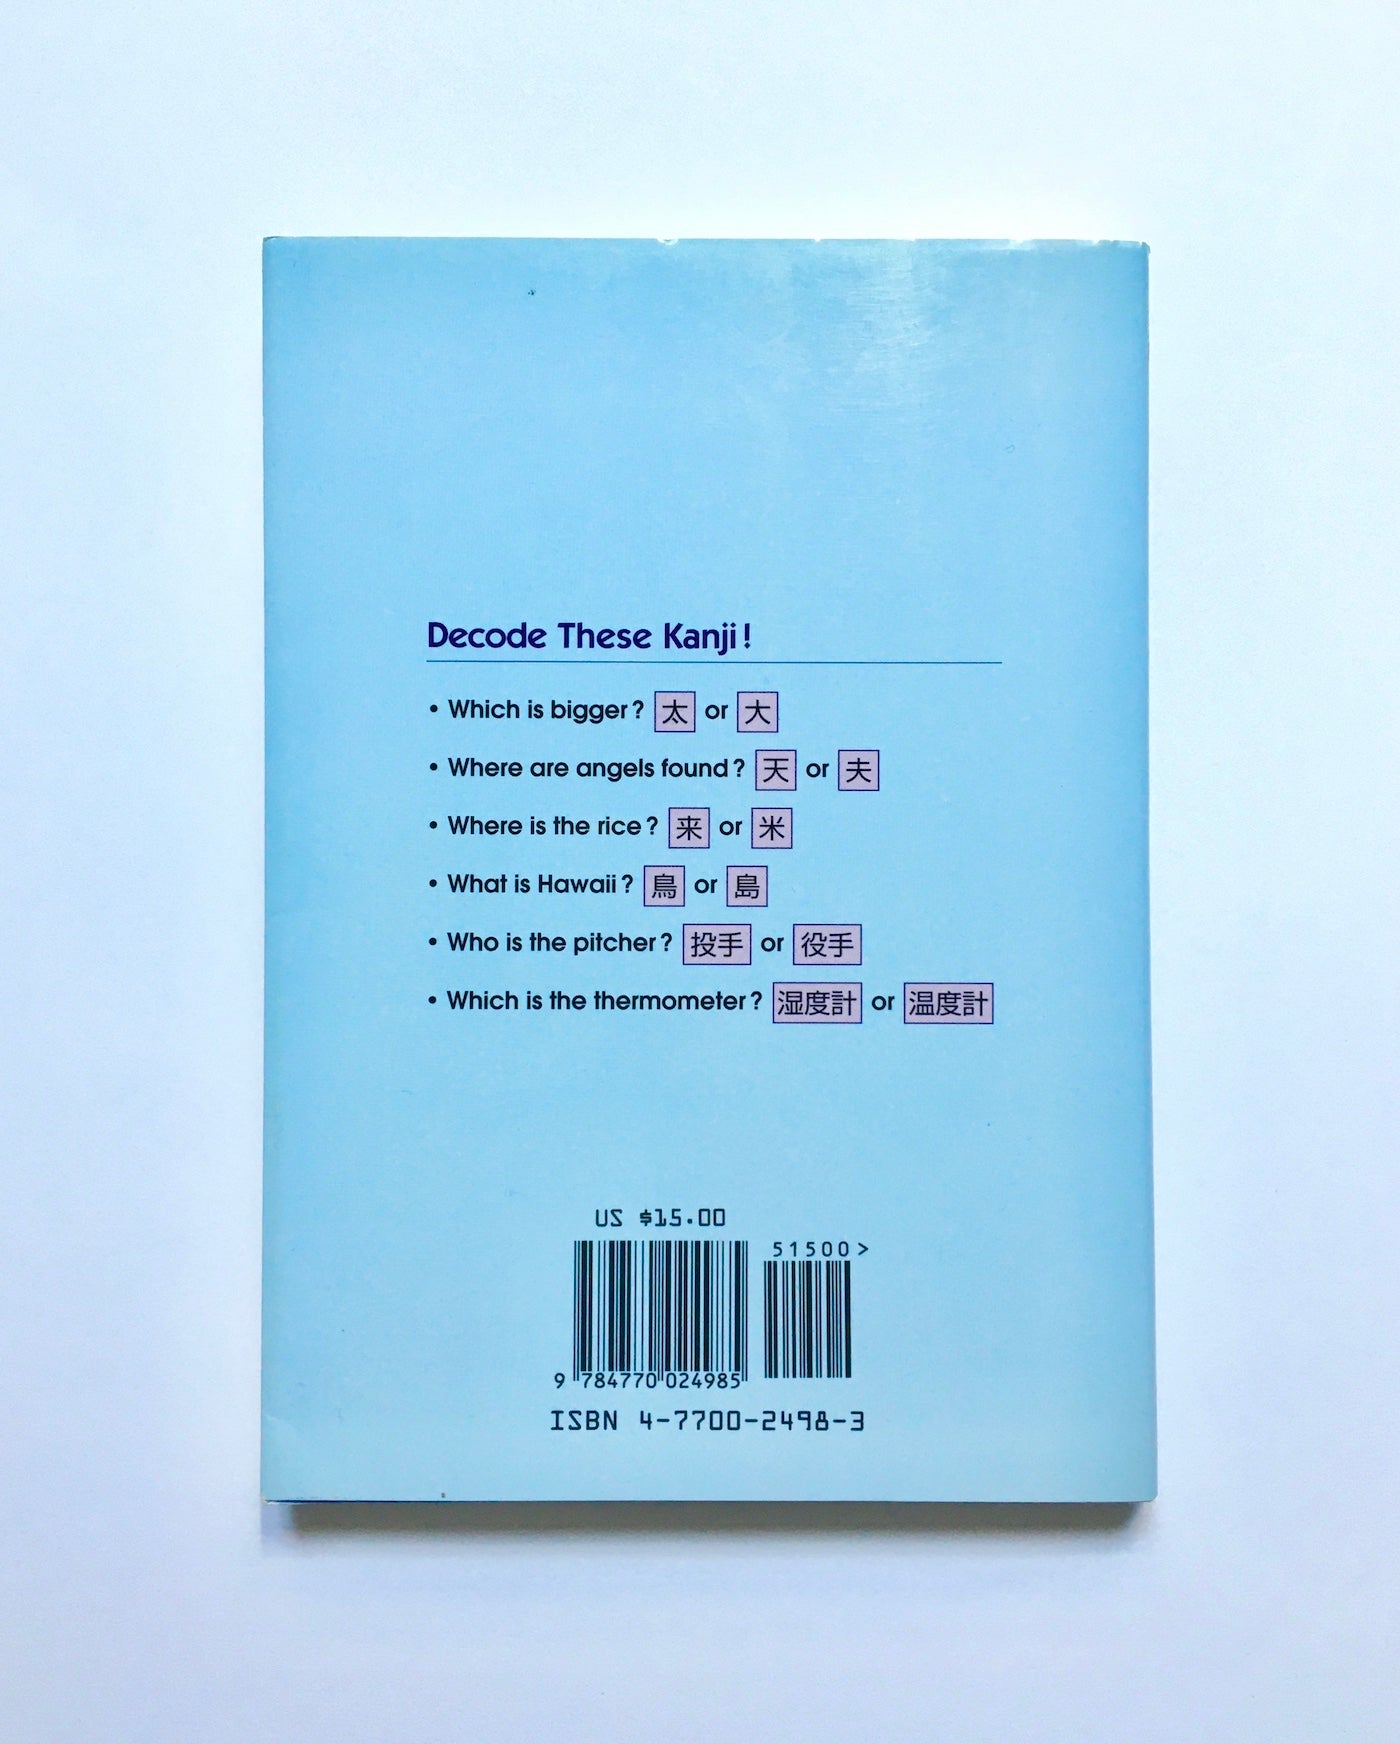 Decode These Kanji!
• Which is bigger? 太 or 大
• Where are angels found? 天 or 夫
• Where is the rice? 来 or 米
• What is Hawaii? 鳥 or 島
• Who is the pitcher? 投手 or 役手
• Which is the thermometer? 湿度計 or 温度計
US $15.00
51500>
9 784770 024985
ISBN 4-7700-2498-3